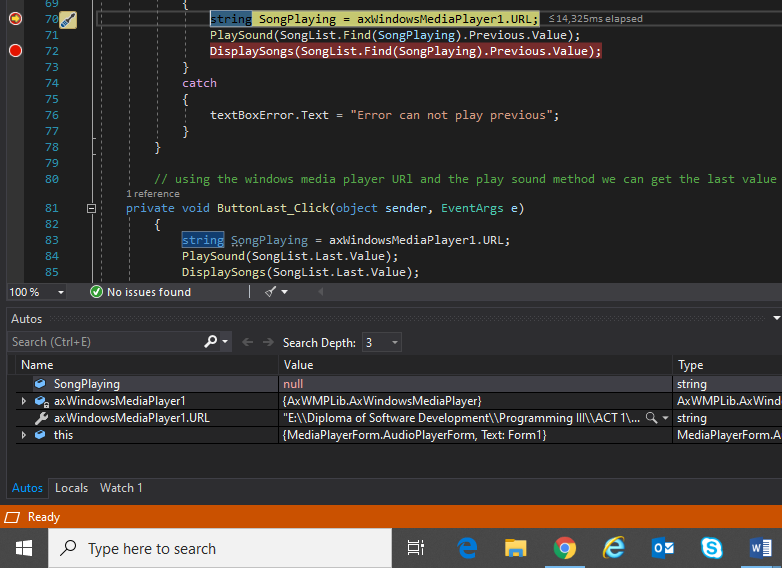 69 {
70 string SongPlaying = axWindowsMediaPlayer1.URL; ≤14,325ms elapsed
71 PlaySound(SongList.Find(SongPlaying).Previous.Value);
72 DisplaySongs(SongList.Find(SongPlaying).Previous.Value);
73 }
74 catch
75 {
76 textBoxError.Text = "Error can not play previous";
77 }
78 }
79
80 // using the windows media player URl and the play sound method we can get the last value
1 reference
81 private void ButtonLast_Click(object sender, EventArgs e)
82 {
83 string SongPlaying = axWindowsMediaPlayer1.URL;
84 PlaySound(SongList.Last.Value);
85 DisplaySongs(SongList.Last.Value);
100 % No issues found
Autos
Search (Ctrl+E) Search Depth: 3
Name Value Type
SongPlaying null string
axWindowsMediaPlayer1 {AxWMPLib.AxWindowsMediaPlayer} AxWMPLib.AxWind
axWindowsMediaPlayer1.URL "E:\\Diploma of Software Development\\Programming III\\ACT 1\... string
this {MediaPlayerForm.AudioPlayerForm, Text: Form1} MediaPlayerForm.A
Autos Locals Watch 1
Ready
Type here to search